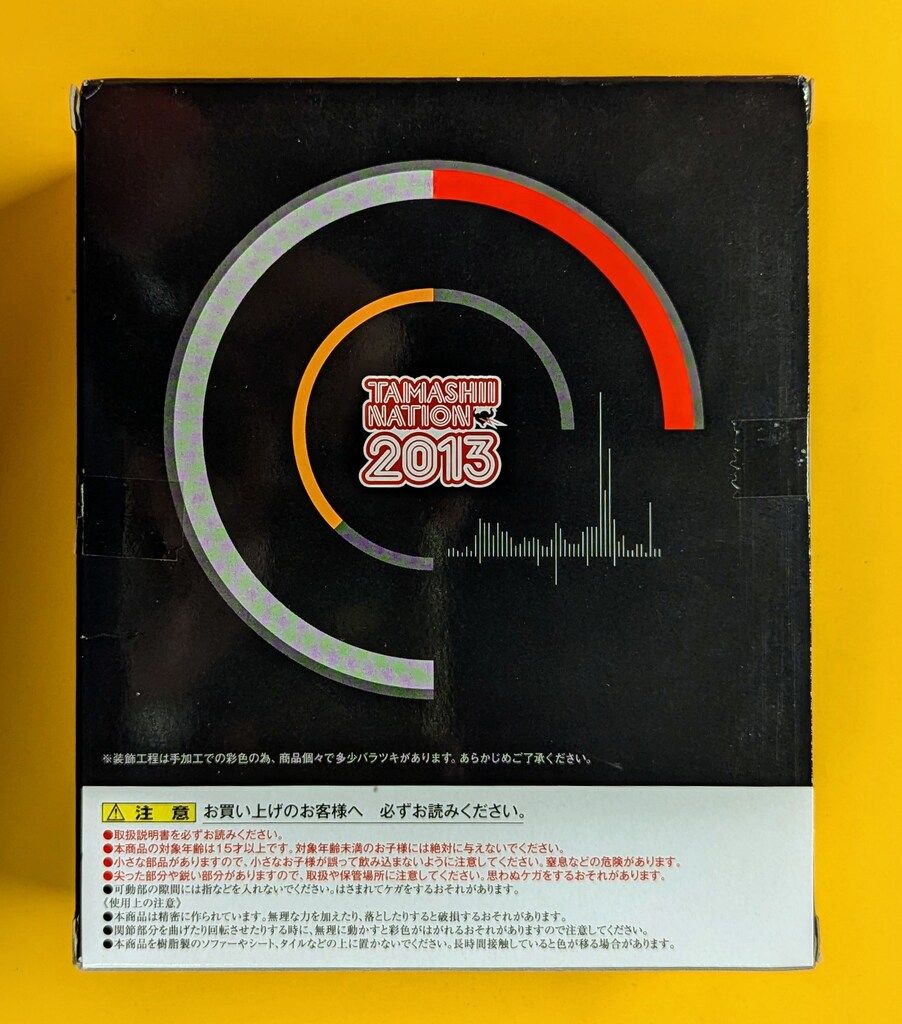 TAMASHII
NATION
2013
※装飾工程は手加工での彩色の為、商品個々で多少バラツキがあります。あらかじめご了承ください。
注 意 お買い上げのお客様へ 必ずお読みください。
●取扱説明書を必ずお読みください。
●本商品の対象年齢は15才以上です。対象年齢未満のお子様には絶対に与えないでください。
●小さな部品がありますので、小さなお子様が誤って飲み込まないように注意してください。窒息などの危険があります。
●尖った部分や鋭い部分がありますので、取扱や保管場所に注意してください。思わぬケガをするおそれがあります。
●可動部の隙間には指などを入れないでください。はさまれてケガをするおそれがあります。
《使用上の注意》
●本商品は精密に作られています。無理な力を加えたり、落としたりすると破損するおそれがあります。
●関節部分を曲げたり回転させたりする時に、無理に動かすと彩色がはがれるおそれがありますので注意してください。
●本商品を樹脂製のソファーやシート、タイルなどの上に置かないでください。長時間接触していると色が移る場合があります。